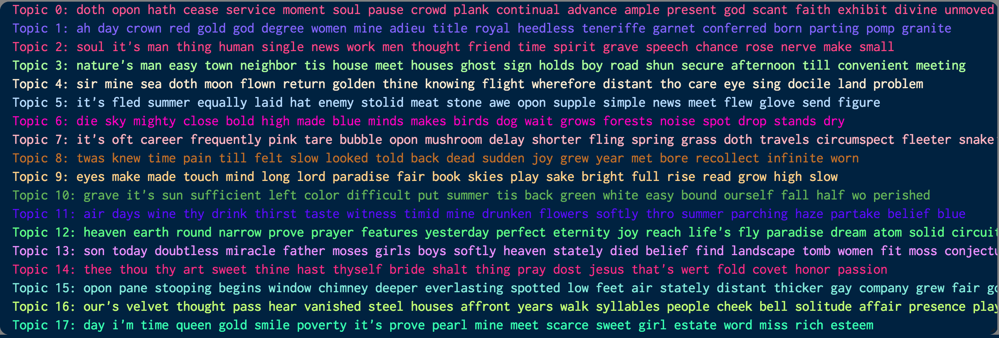 Topic 0: doth opon hath cease service moment soul pause crowd plank continual advance ample present god scant faith exhibit divine unmoved
Topic 1: ah day crown red gold god degree women mine adieu title royal heedless teneriffe garnet conferred born parting pomp granite
Topic 2: soul it's man thing human single news work men thought friend time spirit grave speech chance rose nerve make small
Topic 3: nature's man easy town neighbor tis house meet houses ghost sign holds boy road shun secure afternoon till convenient meeting
Topic 4: sir mine sea doth moon flown return golden thine knowing flight wherefore distant tho care eye sing docile land problem
Topic 5: it's fled summer equally laid hat enemy stolid meat stone awe opon supple simple news meet flew glove send figure
Topic 6: die sky mighty close bold high made blue minds makes birds dog wait grows forests noise spot drop stands dry
Topic 7: it's oft career frequently pink tare bubble opon mushroom delay shorter fling spring grass doth travels circumspect fleeter snake
Topic 8: twas knew time pain till felt slow looked told back dead sudden joy grew year met bore recollect infinite worn
Topic 9: eyes make made touch mind long lord paradise fair book skies play sake bright full rise read grow high slow
Topic 10: grave it's sun sufficient left color difficult put summer tis back green white easy bound ourself fall half wo perished
Topic 11: air days wine thy drink thirst taste witness timid mine drunken flowers softly thro summer parching haze partake belief blue
Topic 12: heaven earth round narrow prove prayer features yesterday perfect eternity joy reach life's fly paradise dream atom solid circuit
Topic 13: son today doubtless miracle father moses girls boys softly heaven stately died belief find landscape tomb women fit moss conjectu
Topic 14: thee thou thy art sweet thine hast thyself bride shalt thing pray dost jesus that's wert fold covet honor passion
Topic 15: opon pane stooping begins window chimney deeper everlasting spotted low feet air stately distant thicker gay company grew fair go
Topic 16: our's velvet thought pass hear vanished steel houses affront years walk syllables people cheek bell solitude affair presence play
Topic 17: day i'm time queen gold smile poverty it's prove pearl mine meet scarce sweet girl estate word miss rich esteem